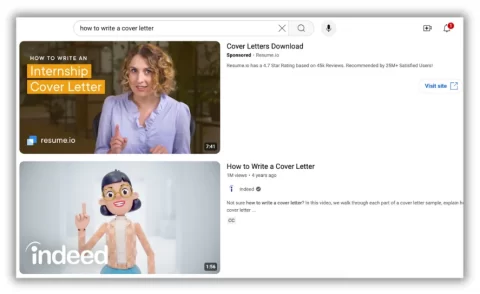 how to write a cover letter
1
HOW TO WRITE AN
Internship
Cover Letter
resume.io
7:41
Cover Letters Download
Sponsored · Resume.io
Resume.io has a 4.7 Star Rating based on 45k Reviews. Recommended by 35M+ Satisfied Users!
Visit site
indeed
1:56
How to Write a Cover Letter
1M views • 4 years ago
Indeed
Not sure how to write a cover letter? In this video, we walk through each part of a cover letter sample, explain
cover letter ...
CC